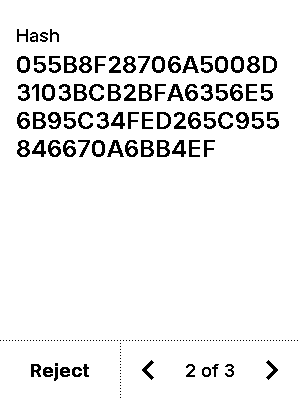 Hash
055B8F28706A5008D
3103BCB2BFA6356E5
6B95C34FED265C955
846670A6BB4EF
Reject
2 of 3